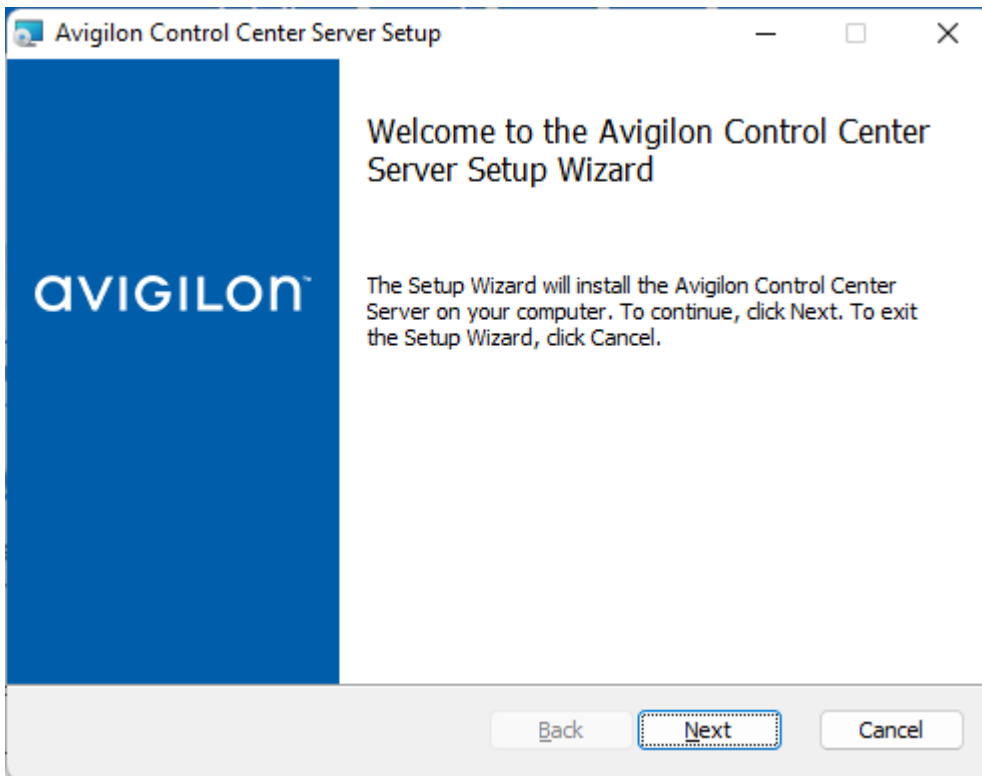 Avigilon Control Center Server Setup
Welcome to the Avigilon Control Center
Server Setup Wizard
avigilon™
The Setup Wizard will install the Avigilon Control Center
Server on your computer. To continue, click Next. To exit
the Setup Wizard, click Cancel.
Back
Next
Cancel